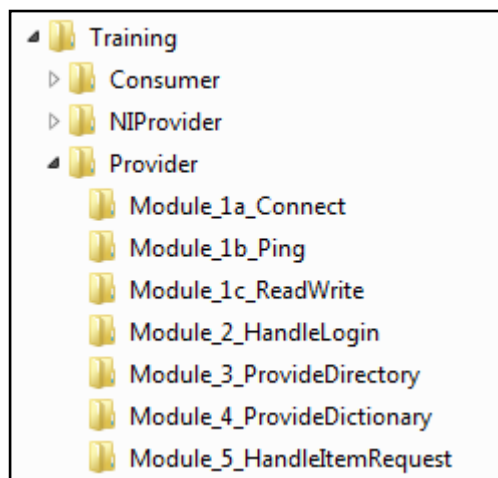 Training
Consumer
NIProvider
Provider
Module_1a_Connect
Module_1b_Ping
Module_1c_ReadWrite
Module_2_HandleLogin
Module_3_ProvideDirectory
Module_4_ProvideDictionary
Module_5_HandleItemRequest